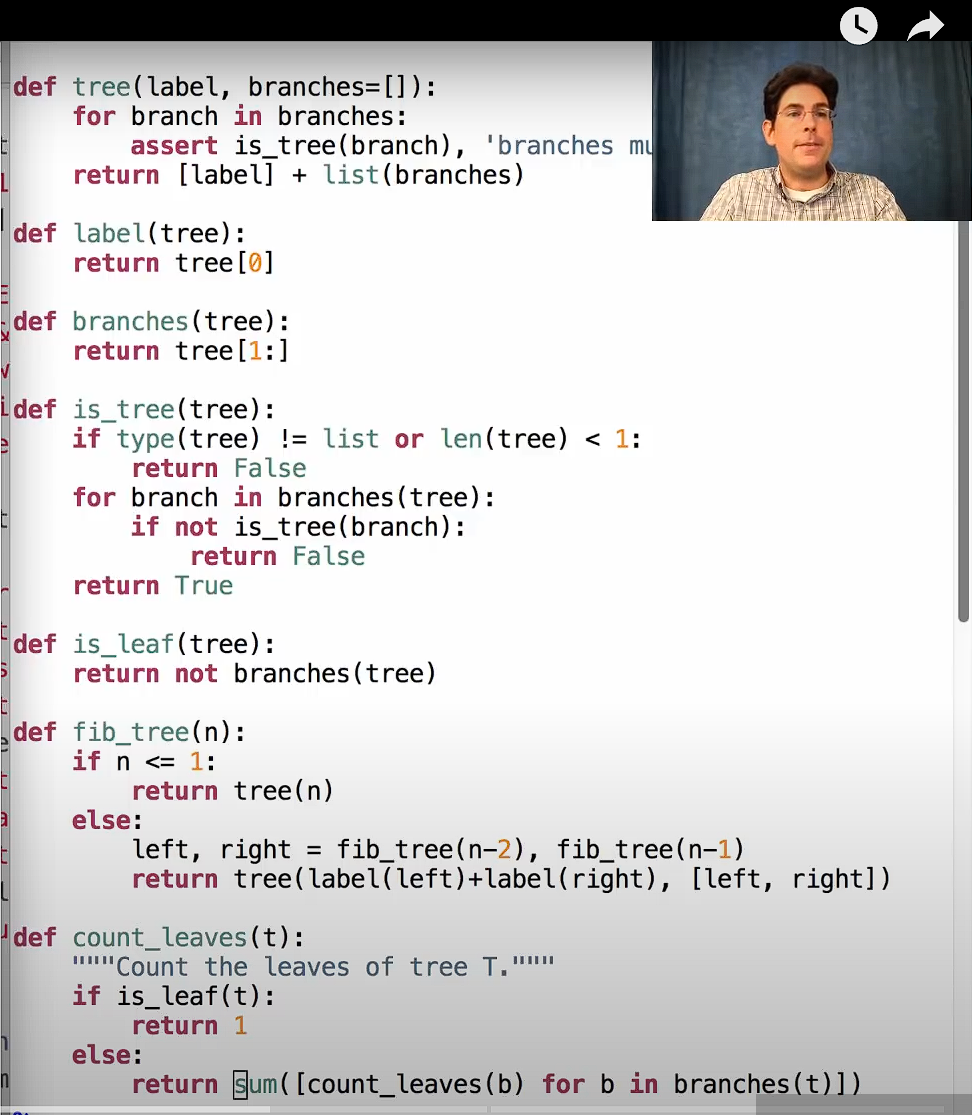 def tree(label, branches=[]):
    for branch in branches:
        assert is_tree(branch), 'branches
    return [label] + list(branches)

def label(tree):
    return tree[0]

def branches(tree):
    return tree[1:]

def is_tree(tree):
    if type(tree) != list or len(tree) < 1:
        return False
    for branch in branches(tree):
        if not is_tree(branch):
            return False
    return True

def is_leaf(tree):
    return not branches(tree)

def fib_tree(n):
    if n <= 1:
        return tree(n)
    else:
        left, right = fib_tree(n-2), fib_tree(n-1)
        return tree(label(left)+label(right), [left, right])

def count_leaves(t):
    """Count the leaves of tree T."""
    if is_leaf(t):
        return 1
    else:
        return sum([count_leaves(b) for b in branches(t)])